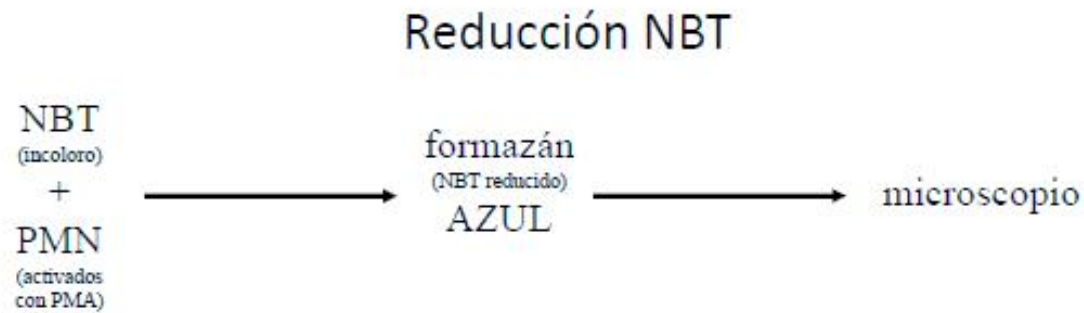 Reducción NBT
NBT
(incoloro)
+
PMN
(activados
con PMA)
formazán
(NBT reducido)
AZUL
microscopio